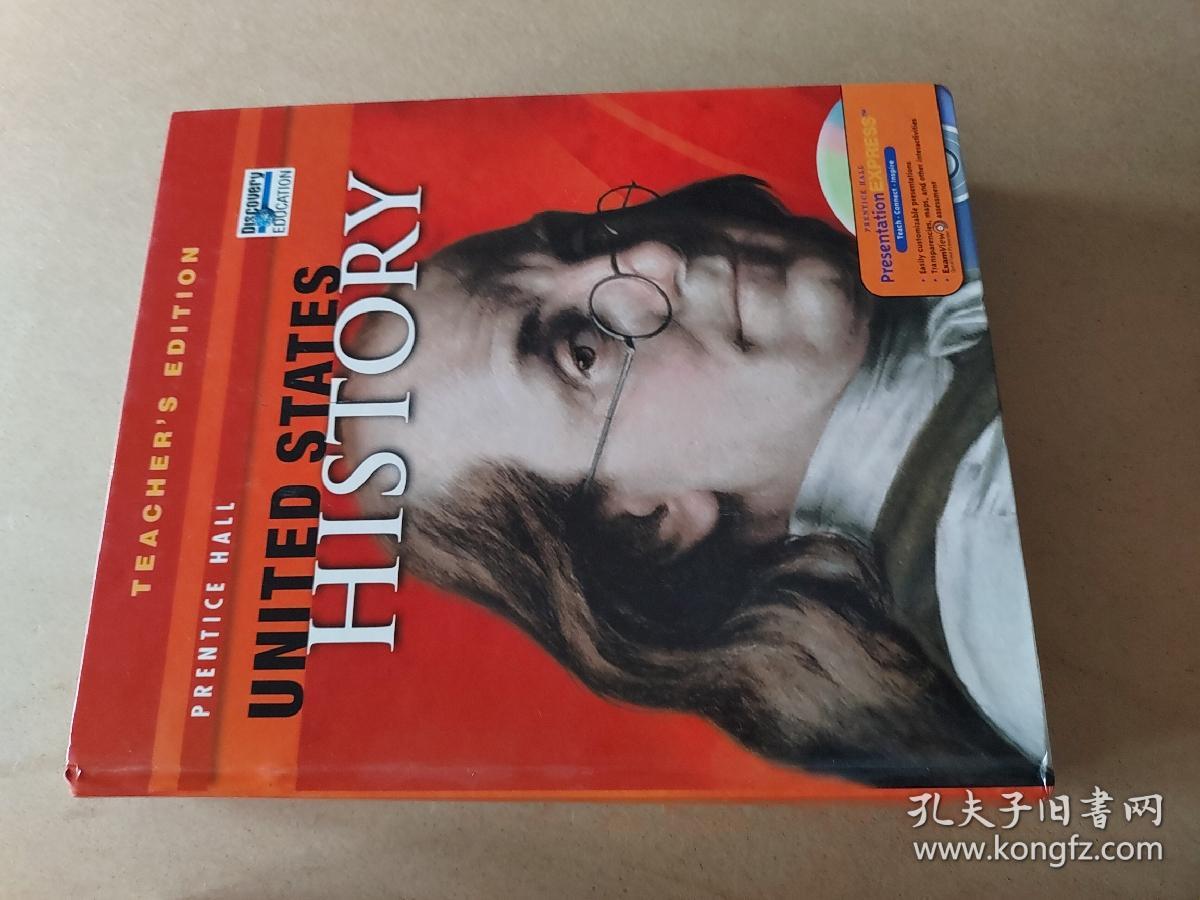 TEACHER'S EDITION
PRENTICE HALL
UNITED STATES
HISTORY
Discovery
EDUCATION
PRENTICE HALL
Presentation EXPRESS™
Teach · Connect · Inspire
• Easily customizable presentations
• Transparencies, maps, and other interactivities
• ExamView® assessment
孔夫子旧书网
www.kongfz.com